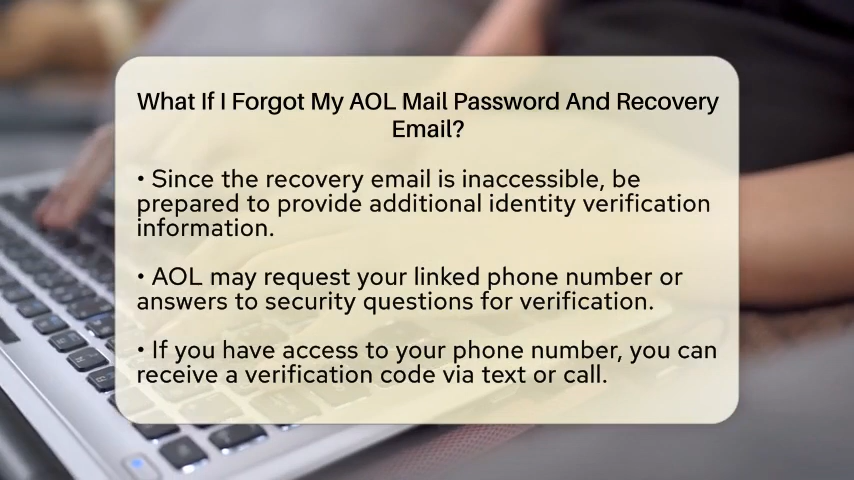 What If I Forgot My AOL Mail Password And Recovery
Email?
• Since the recovery email is inaccessible, be
prepared to provide additional identity verification
information.
• AOL may request your linked phone number or
answers to security questions for verification.
• If you have access to your phone number, you can
receive a verification code via text or call.